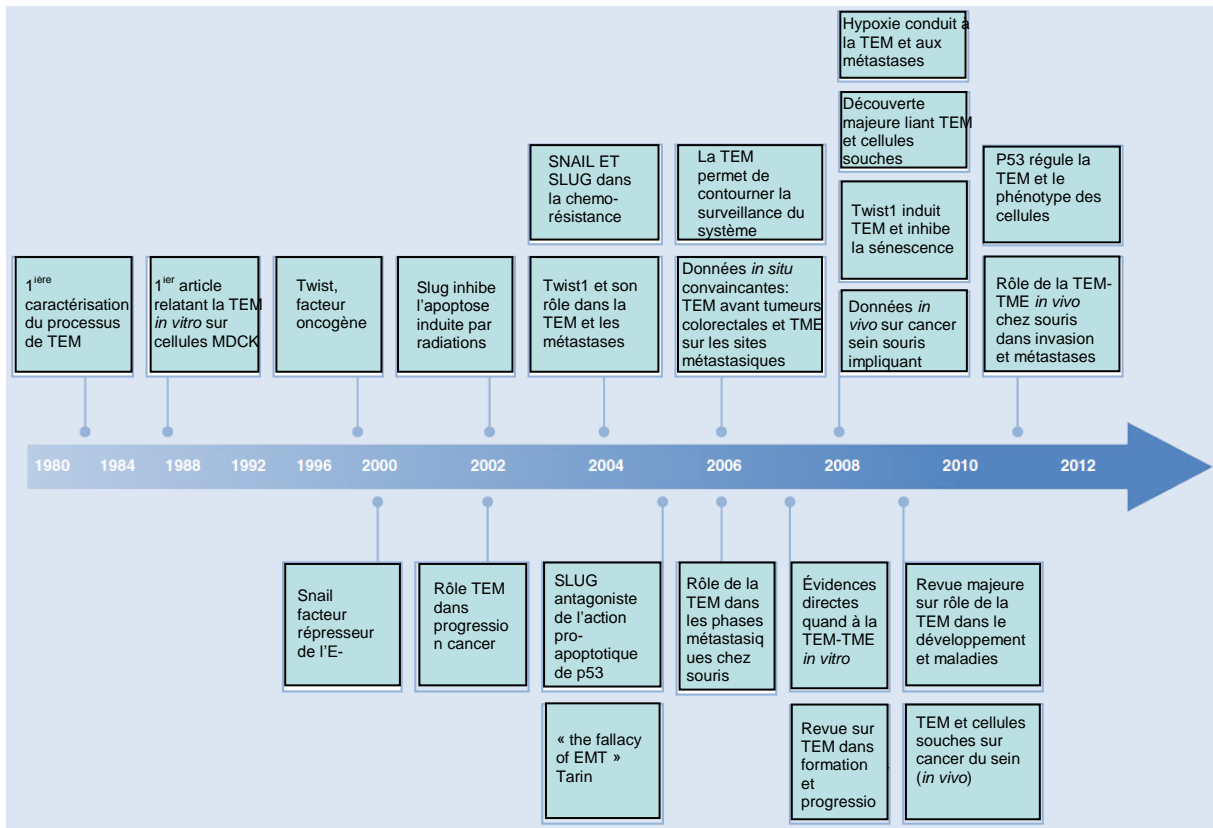 Hypoxie conduit à
la TEM et aux
métastases
Découverte
majeure liant TEM
et cellules
souches
SNAIL ET
SLUG dans
la chemo-
résistance
La TEM
permet de
contourner la
surveillance du
système
Twist1 induit
TEM et inhibe
la sénescence
P53 régule la
TEM et le
phénotype des
cellules
1ière
caractérisation
du processus
de TEM
1ier article
relatant la TEM
in vitro sur
cellules MDCK
Twist,
facteur
oncogène
Slug inhibe
l’apoptose
induite par
radiations
Twist1 et son
rôle dans la
TEM et les
métastases
Données in situ
convaincantes:
TEM avant tumeurs
colorectales et TME
sur les sites
métastasiques
Données in
vivo sur cancer
sein souris
impliquant
Rôle de la TEM-
TME in vivo
chez souris
dans invasion
et métastases
1980 1984 1988 1992 1996 2000 2002 2004 2006 2008 2010 2012
Snail
facteur
répresseur
de l’E-
Rôle TEM
dans
progressio
n cancer
SLUG
antagoniste
de l’action
pro-
apoptotique
de p53
Rôle de la
TEM dans
les phases
métastasiq
ues chez
souris
Évidences
directes
quand à la
TEM-TME
in vitro
Revue majeure
sur rôle de la
TEM dans le
développement
et maladies
« the fallacy
of EMT »
Tarin
Revue sur
TEM dans
formation
et
progressio
TEM et cellules
souches sur
cancer du sein
(in vivo)